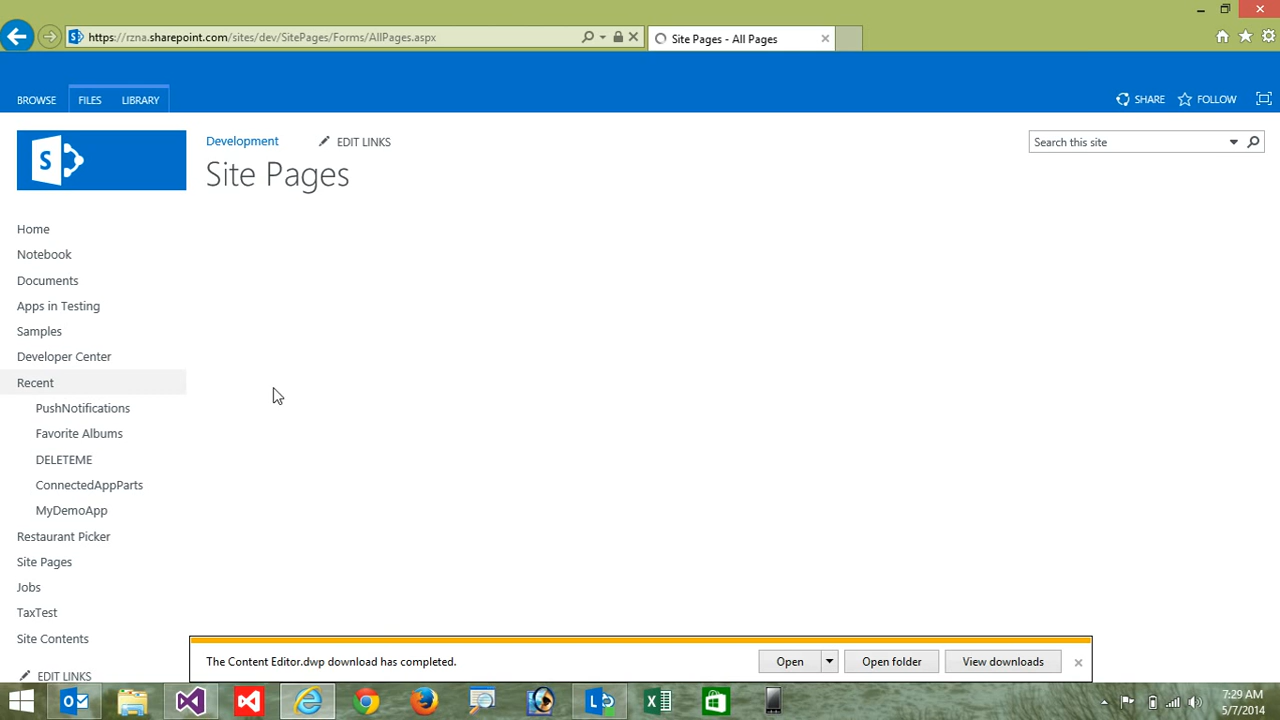 https://rzna.sharepoint.com/sites/dev/SitePages/Forms/AllPages.aspx
Site Pages - All Pages
BROWSE
FILES
LIBRARY
SHARE
FOLLOW
S
Development
EDIT LINKS
Search this site
Site Pages
Home
Notebook
Documents
Apps in Testing
Samples
Developer Center
Recent
PushNotifications
Favorite Albums
DELETEME
ConnectedAppParts
MyDemoApp
Restaurant Picker
Site Pages
Jobs
TaxTest
Site Contents
EDIT LINKS
The Content Editor.dwp download has completed.
Open
Open folder
View downloads
7:29 AM
5/7/2014